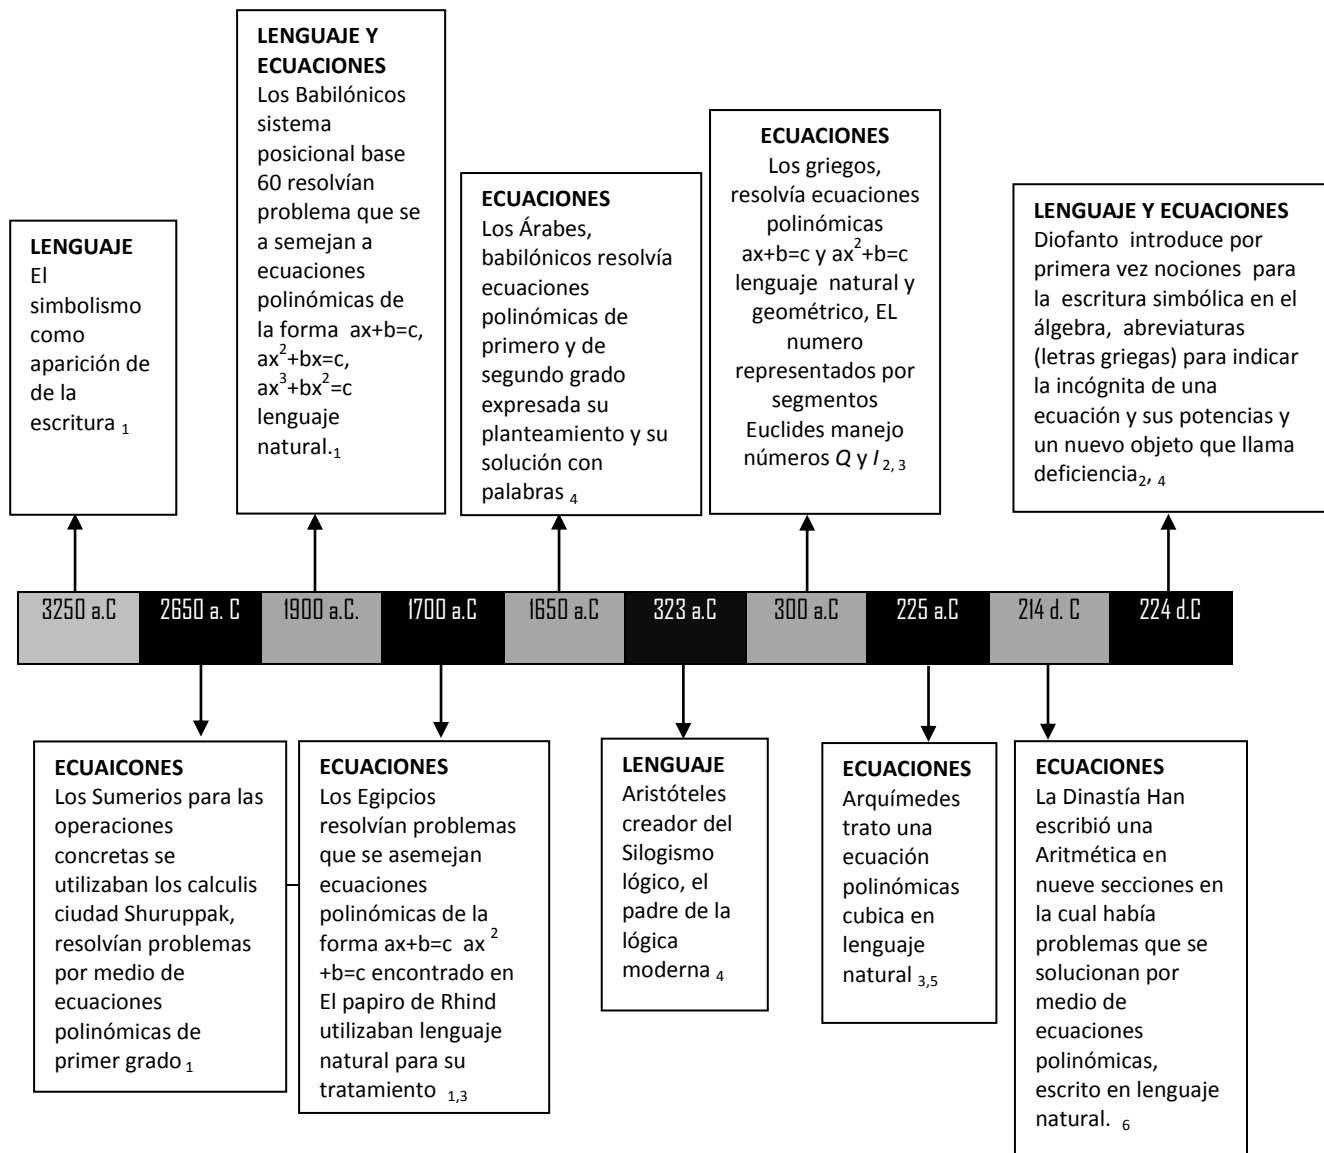 LENGUAJE Y
ECUACIONES
Los Babilónicos
sistema
posicional base
60 resolvían
problema que se
a semejan a
ecuaciones
polinómicas de
la forma ax+b=c,
ax²+bx=c,
ax³+bx²=c
lenguaje
natural.₁
ECUACIONES
Los griegos,
resolvía ecuaciones
polinómicas
ax+b=c y ax²+b=c
lenguaje natural y
geométrico, EL
numero
representados por
segmentos
Euclides manejo
números Q y I ₂, ₃
ECUACIONES
Los Árabes,
babilónicos resolvía
ecuaciones
polinómicas de
primero y de
segundo grado
expresada su
planteamiento y su
solución con
palabras ₄
LENGUAJE Y ECUACIONES
Diofanto introduce por
primera vez nociones para
la escritura simbólica en el
álgebra, abreviaturas
(letras griegas) para indicar
la incógnita de una
ecuación y sus potencias y
un nuevo objeto que llama
deficiencia₂, ₄
LENGUAJE
El
simbolismo
como
aparición de
de la
escritura ₁
3250 a.C 2650 a. C 1900 a.C. 1700 a.C 1650 a.C 323 a.C 300 a.C 225 a.C 214 d. C 224 d.C
ECUAICONES
Los Sumerios para las
operaciones
concretas se
utilizaban los calculis
ciudad Shuruppak,
resolvían problemas
por medio de
ecuaciones
polinómicas de
primer grado ₁
ECUACIONES
Los Egipcios
resolvían problemas
que se asemejan
ecuaciones
polinómicas de la
forma ax+b=c ax ²
+b=c encontrado en
El papiro de Rhind
utilizaban lenguaje
natural para su
tratamiento ₁,₃
LENGUAJE
Aristóteles
creador del
Silogismo
lógico, el
padre de la
lógica
moderna ₄
ECUACIONES
Arquímedes
trato una
ecuación
polinómicas
cubica en
lenguaje
natural ₃,₅
ECUACIONES
La Dinastía Han
escribió una
Aritmética en
nueve secciones en
la cual había
problemas que se
solucionan por
medio de
ecuaciones
polinómicas,
escrito en lenguaje
natural. ₆